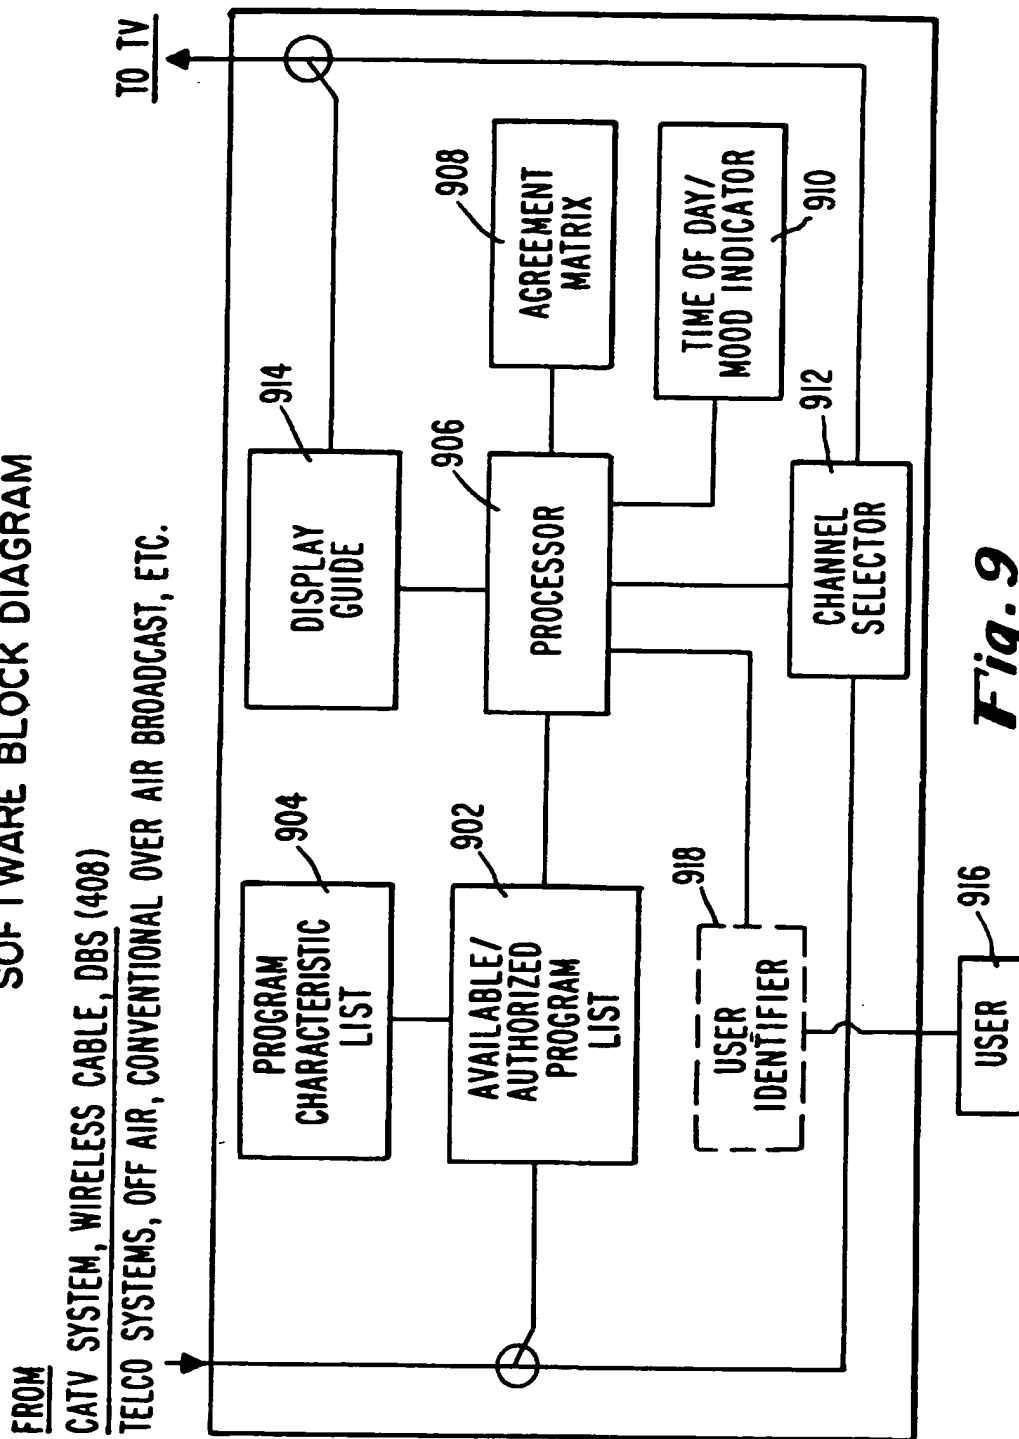 SOFTWARE BLOCK DIAGRAM
FROM
CATV SYSTEM, WIRELESS CABLE, DBS (408)
TELCO SYSTEMS, OFF AIR, CONVENTIONAL OVER AIR BROADCAST, ETC.
TO TV
PROGRAM
CHARACTERISTIC
LIST
904
DISPLAY
GUIDE
914
AVAILABLE/
AUTHORIZED
PROGRAM
LIST
902
PROCESSOR
906
AGREEMENT
MATRIX
908
USER
IDENTIFIER
918
TIME OF DAY/
MOOD INDICATOR
910
CHANNEL
SELECTOR
912
USER
916
Fig. 9